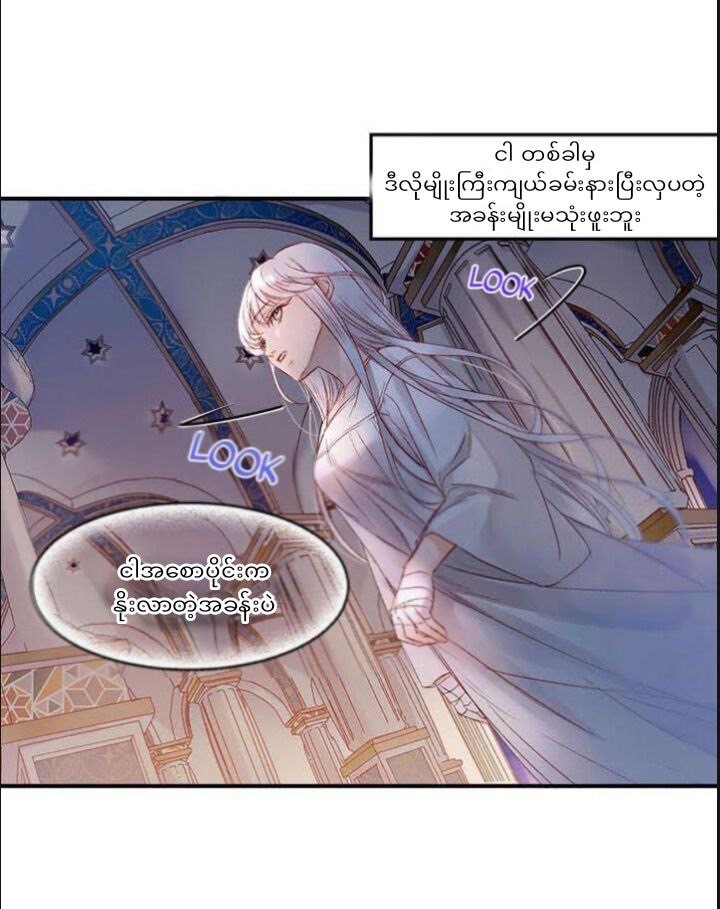 ငါ တစ်ခါမှ
ဒီလိုမျိုးကြီးကျယ်ခမ်းနားပြီးလှပတဲ့
အခန်းမျိုးမသုံးဖူးဘူး
LOOK
LOOK
ငါအစောပိုင်းက
နိုးလာတဲ့အခန်းပဲ